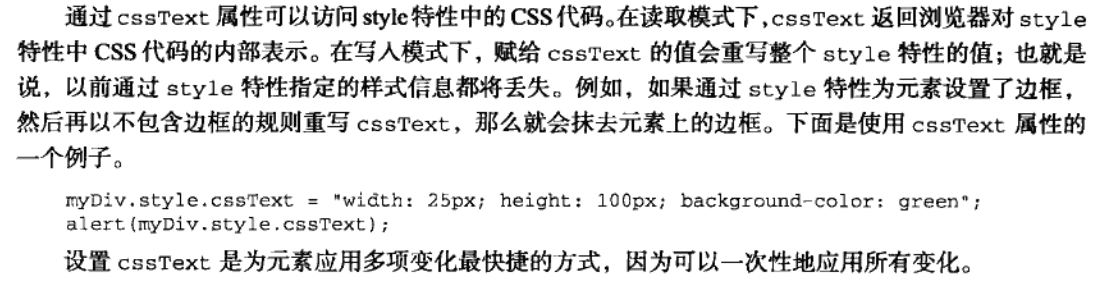 通过 cssText 属性可以访问 style 特性中的 CSS 代码。在读取模式下，cssText 返回浏览器对 style
特性中 CSS 代码的内部表示。在写入模式下，赋给 cssText 的值会重写整个 style 特性的值；也就是
说，以前通过 style 特性指定的样式信息都将丢失。例如，如果通过 style 特性为元素设置了边框，
然后再以不包含边框的规则重写 cssText，那么就会抹去元素上的边框。下面是使用 cssText 属性的
一个例子。
myDiv.style.cssText = "width: 25px; height: 100px; background-color: green";
alert(myDiv.style.cssText);
设置 cssText 是为元素应用多项变化最快捷的方式，因为可以一次性地应用所有变化。